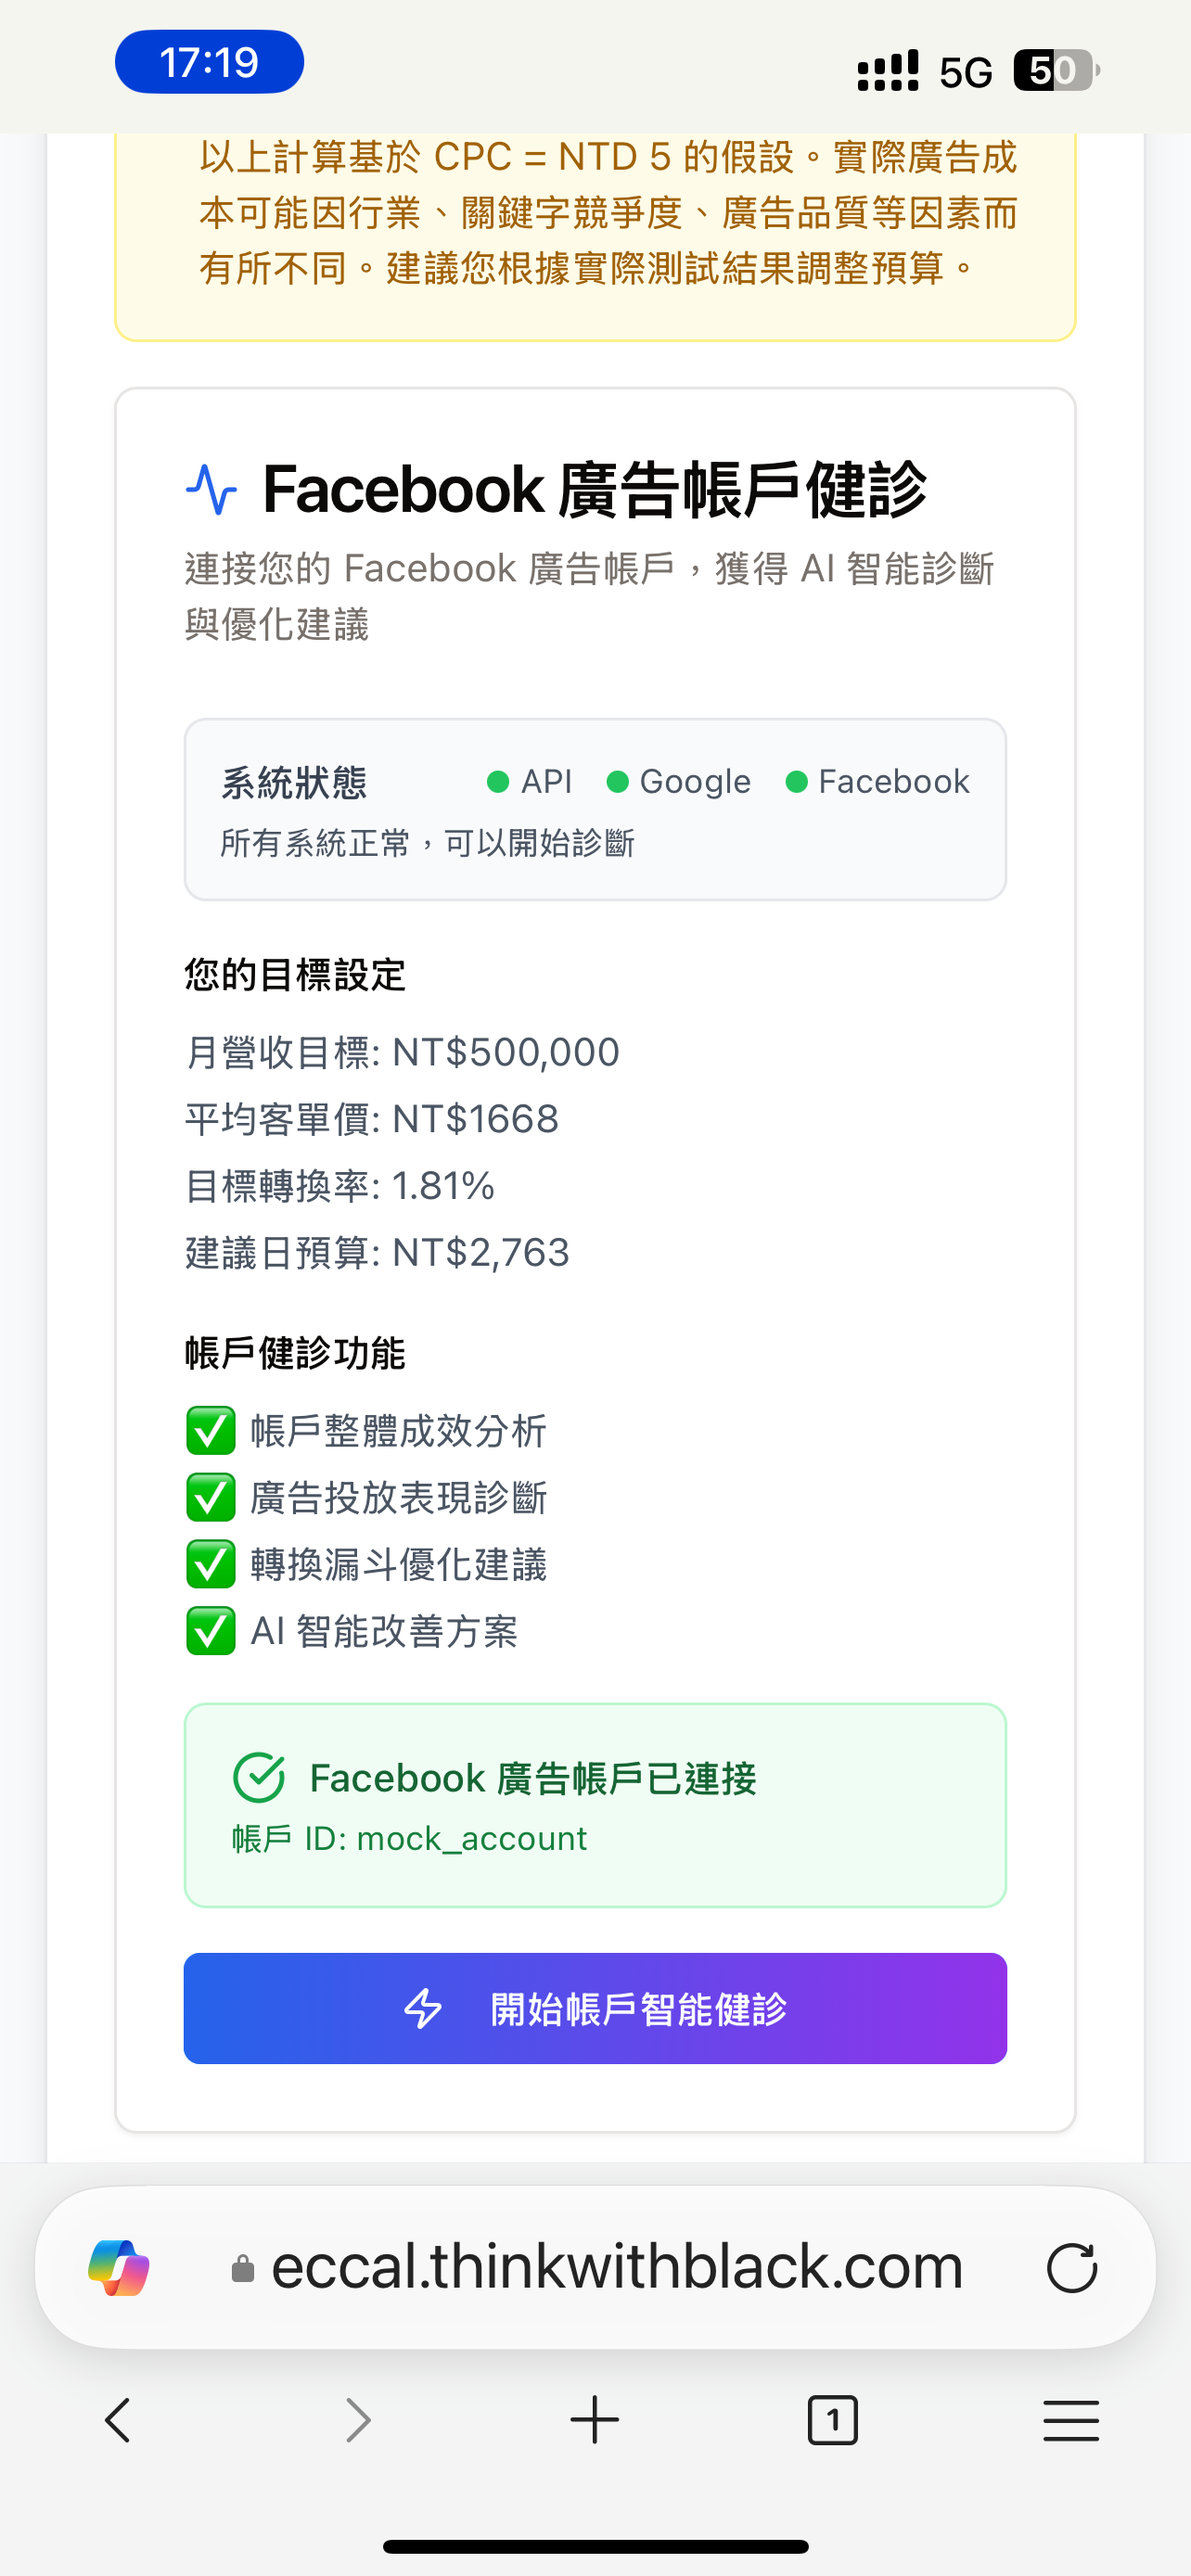 17:19
5G
50
以上計算基於 CPC = NTD 5 的假設。實際廣告成
本可能因行業、關鍵字競爭度、廣告品質等因素而
有所不同。建議您根據實際測試結果調整預算。
Facebook 廣告帳戶健診
連接您的 Facebook 廣告帳戶，獲得 AI 智能診斷
與優化建議
系統狀態
API
Google
Facebook
所有系統正常，可以開始診斷
您的目標設定
月營收目標: NT$500,000
平均客單價: NT$1668
目標轉換率: 1.81%
建議日預算: NT$2,763
帳戶健診功能
✅ 帳戶整體成效分析
✅ 廣告投放表現診斷
✅ 轉換漏斗優化建議
✅ AI 智能改善方案
Facebook 廣告帳戶已連接
帳戶 ID: mock_account
開始帳戶智能健診
eccal.thinkwithblack.com
1